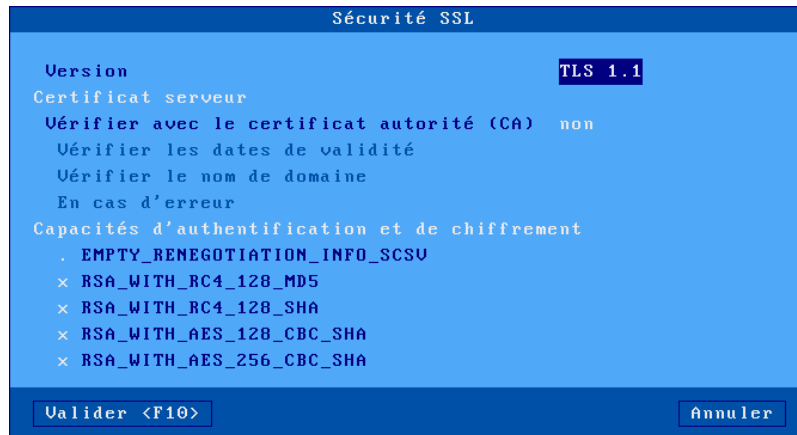 Sécurité SSL
Version TLS 1.1
Certificat serveur
Vérifier avec le certificat autorité (CA) non
Vérifier les dates de validité
Vérifier le nom de domaine
En cas d'erreur
Capacités d'authentification et de chiffrement
. EMPTY_RENEGOTIATION_INFO_SCSV
x RSA_WITH_RC4_128_MD5
x RSA_WITH_RC4_128_SHA
x RSA_WITH_AES_128_CBC_SHA
x RSA_WITH_AES_256_CBC_SHA
Valider <F10> Annuler